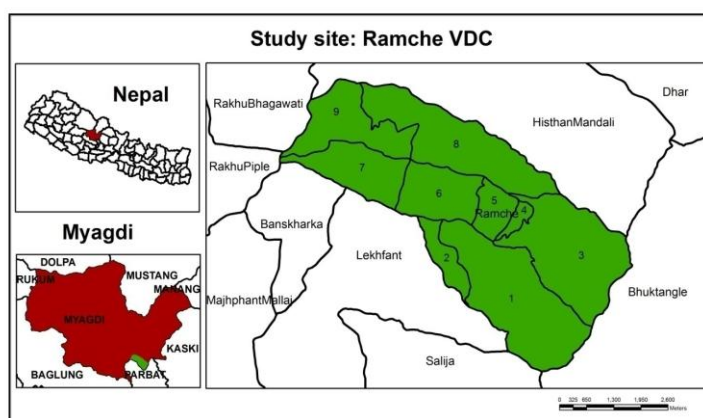 Study site: Ramche VDC
Nepal
Myagdi
DOLPA
RUKUM
MUSTANG
MANANG
MYAGDI
KASKI
BAGLUNG
PARBAT
RakhuBhagawati
Dhar
HisthanMandali
9
8
RakhuPiple
7
6
5
Ramche
4
Banskharka
Lekhfant
2
3
MajhphantMallaj
1
Bhuktangle
Salija
0 325 650 1,300 1,950 2,600
Meters